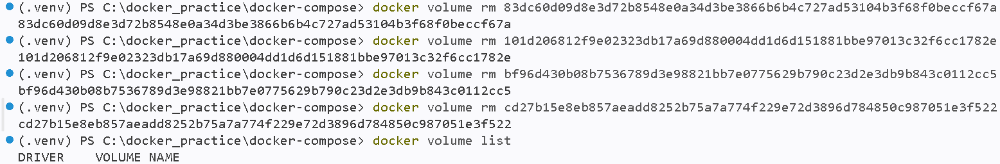 (.venv) PS C:\docker_practice\docker-compose> docker volume rm 83dc60d09d8e3d72b8548e0a34d3be3866b6b4c727ad53104b3f68f0beccf67a
83dc60d09d8e3d72b8548e0a34d3be3866b6b4c727ad53104b3f68f0beccf67a
(.venv) PS C:\docker_practice\docker-compose> docker volume rm 101d206812f9e02323db17a69d880004dd1d6d151881bbe97013c32f6cc1782e
101d206812f9e02323db17a69d880004dd1d6d151881bbe97013c32f6cc1782e
(.venv) PS C:\docker_practice\docker-compose> docker volume rm bf96d430b08b7536789d3e98821bb7e0775629b790c23d2e3db9b843c0112cc5
bf96d430b08b7536789d3e98821bb7e0775629b790c23d2e3db9b843c0112cc5
(.venv) PS C:\docker_practice\docker-compose> docker volume rm cd27b15e8eb857aeadd8252b75a7a774f229e72d3896d784850c987051e3f522
cd27b15e8eb857aeadd8252b75a7a774f229e72d3896d784850c987051e3f522
(.venv) PS C:\docker_practice\docker-compose> docker volume list
DRIVER    VOLUME NAME